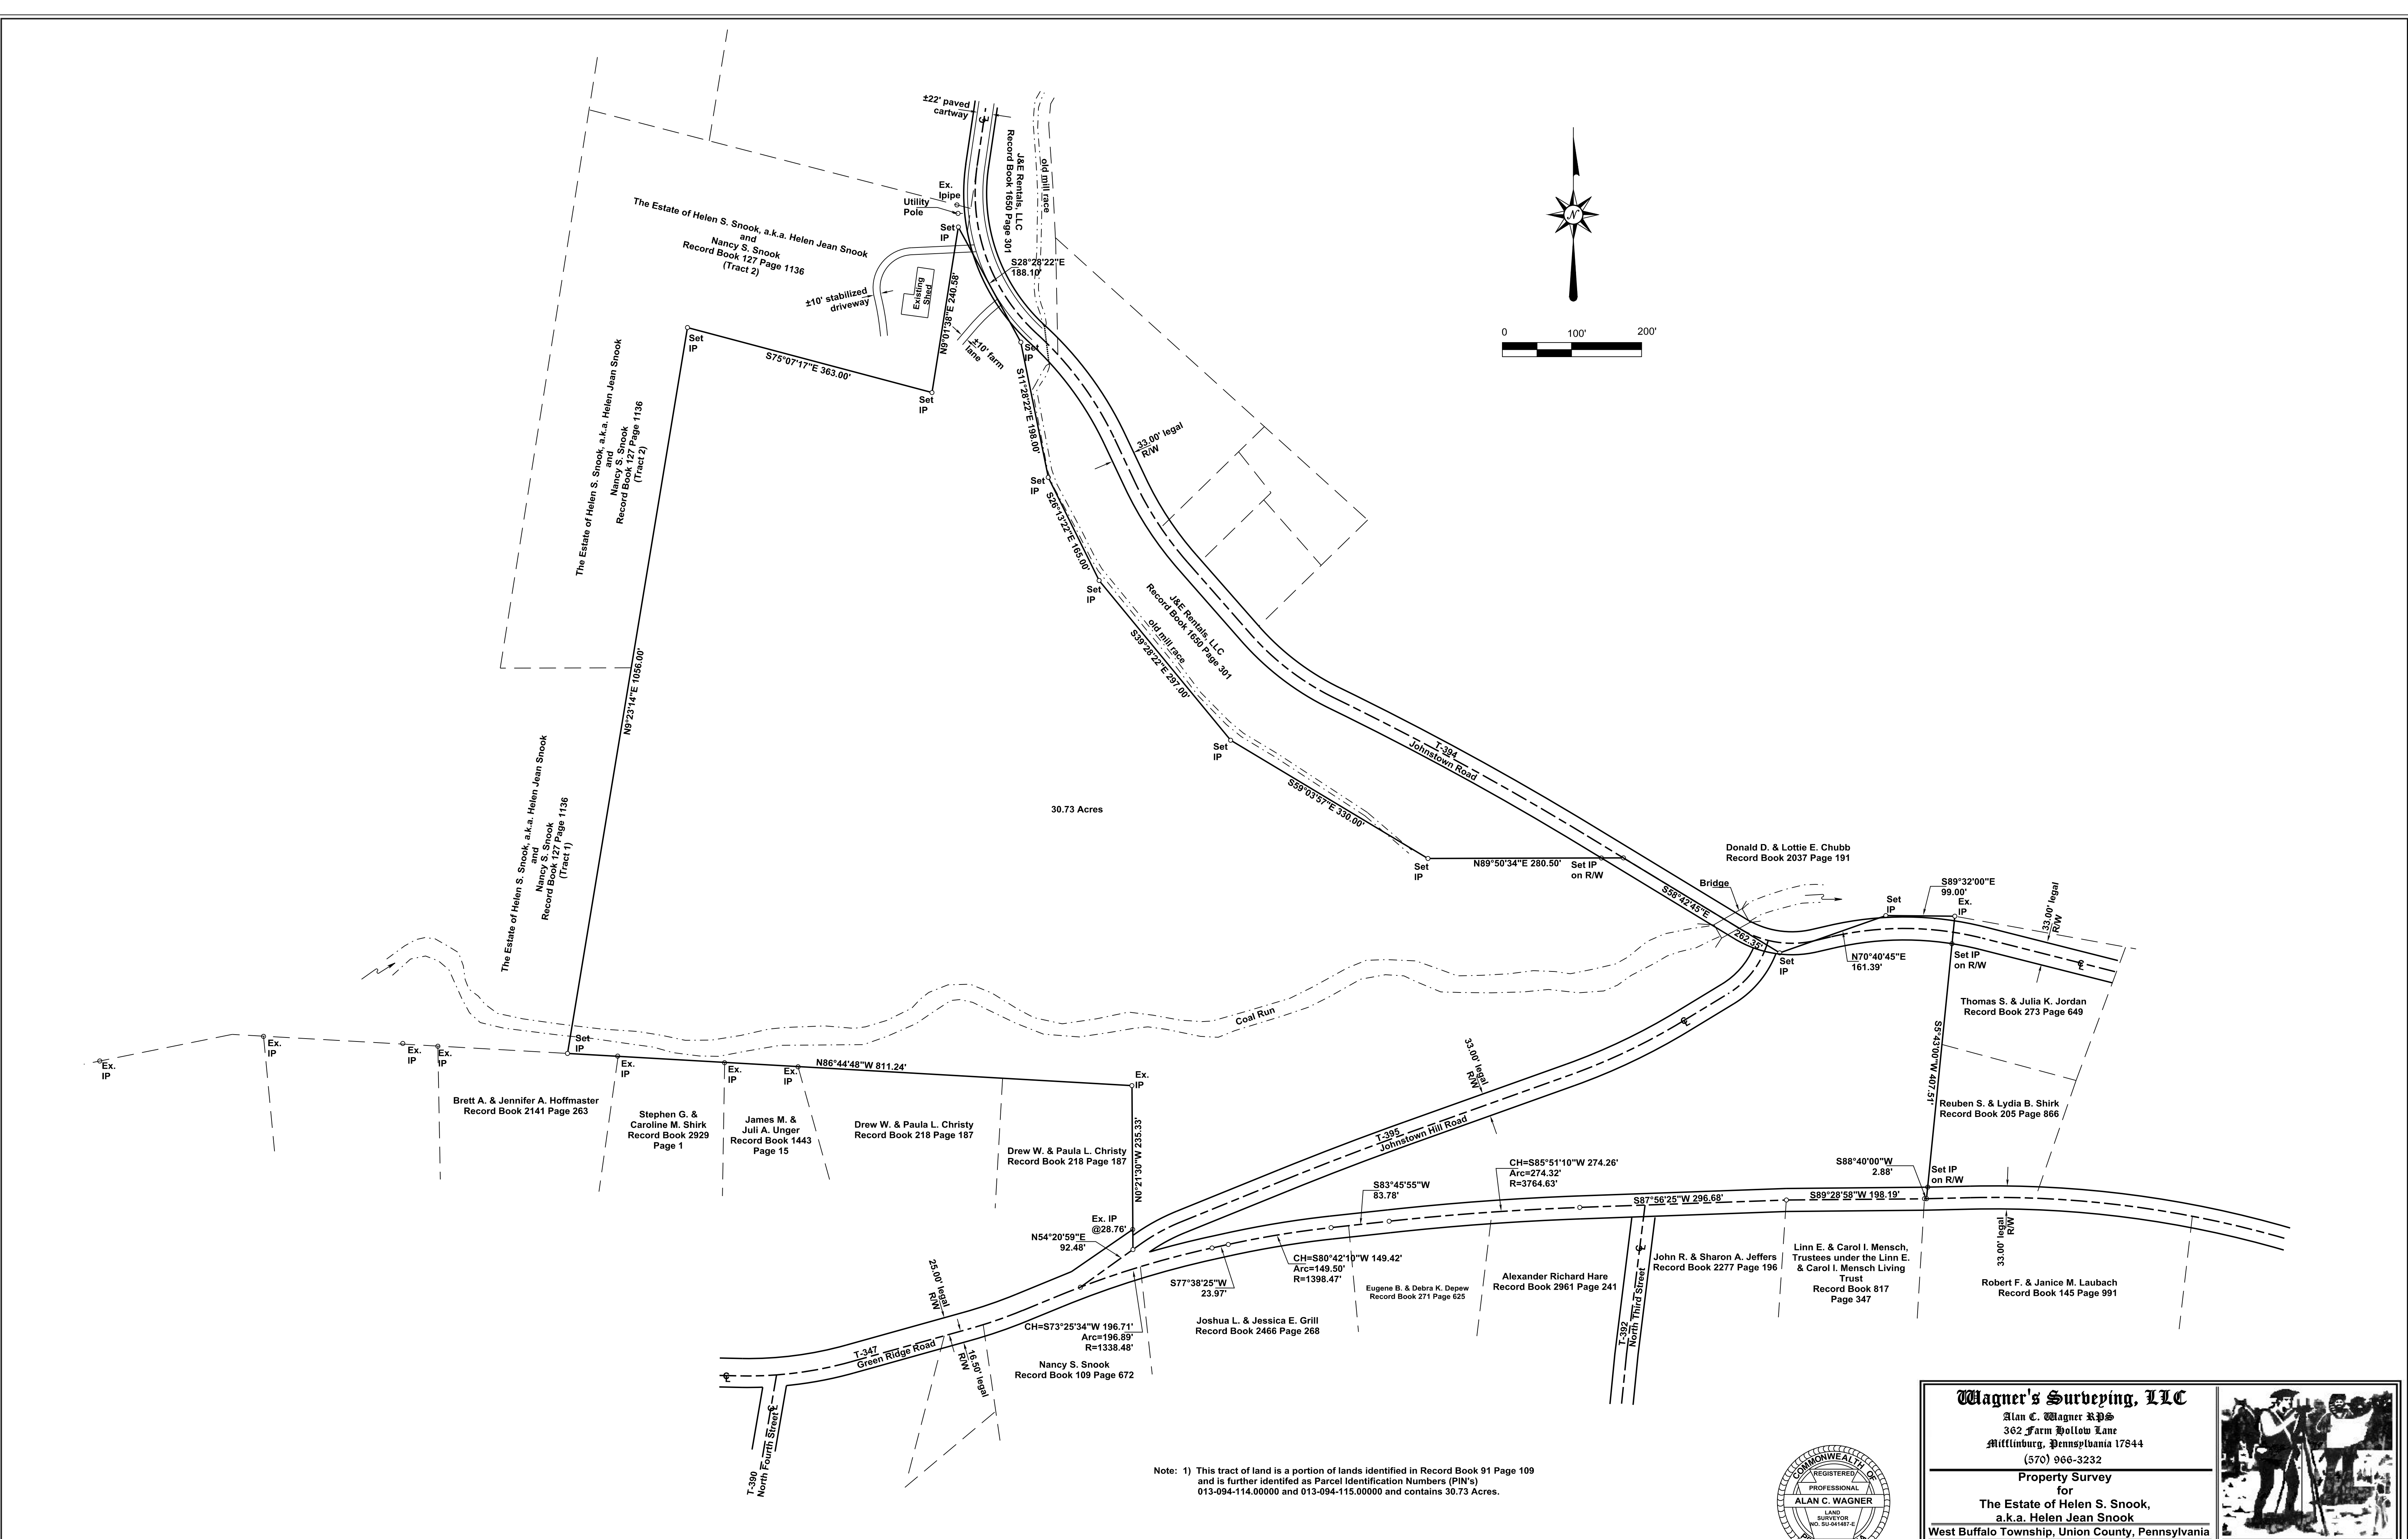 ±22' paved
cartway
℄
J&E Rentals, LLC
Record Book 1650 Page 301
old mill race
Ex.
Ipipe
Utility
Pole
Set
IP
The Estate of Helen S. Snook, a.k.a. Helen Jean Snook
and
Nancy S. Snook
Record Book 127 Page 1136
(Tract 2)
S28°28'22"E
188.10'
±10' stabilized
driveway
Existing
Shed
N9°01'38"E 240.58'
±10' farm
lane
N
0
100'
200'
Set
IP
S75°07'17"E 363.00'
Set
IP
Set
IP
S11°28'22"E 198.00'
The Estate of Helen S. Snook, a.k.a. Helen Jean Snook
and
Nancy S. Snook
Record Book 127 Page 1136
(Tract 2)
33.00' legal
R/W
Set
IP
S26°13'22"E 165.00'
Set
IP
J&E Rentals, LLC
Record Book 1650 Page 301
old mill race
S39°28'22"E 297.00'
N9°23'14"E 1056.00'
Set
IP
T-394
Johnstown Road
S59°03'57"E 330.00'
30.73 Acres
The Estate of Helen S. Snook, a.k.a. Helen Jean Snook
and
Nancy S. Snook
Record Book 127 Page 1136
(Tract 1)
Set
IP
N89°50'34"E 280.50'
Set IP
on R/W
Donald D. & Lottie E. Chubb
Record Book 2037 Page 191
Bridge
S58°42'45"E
262.35'
Set
IP
S89°32'00"E
99.00'
Ex.
IP
33.00' legal
R/W
Set
IP
N70°40'45"E
161.39'
Set IP
on R/W
℄
Thomas S. & Julia K. Jordan
Record Book 273 Page 649
Coal Run
℄
S5°43'00"W 407.51'
Ex.
IP
Ex.
IP
Ex.
IP
Ex.
IP
Set
IP
Ex.
IP
Ex.
IP
Ex.
IP
N86°44'48"W 811.24'
Ex.
IP
33.00' legal
R/W
Brett A. & Jennifer A. Hoffmaster
Record Book 2141 Page 263
Stephen G. &
Caroline M. Shirk
Record Book 2929
Page 1
James M. &
Juli A. Unger
Record Book 1443
Page 15
Drew W. & Paula L. Christy
Record Book 218 Page 187
Drew W. & Paula L. Christy
Record Book 218 Page 187
N0°21'30"W 235.33'
T-395
Johnstown Hill Road
Reuben S. & Lydia B. Shirk
Record Book 205 Page 866
CH=S85°51'10"W 274.26'
Arc=274.32'
R=3764.63'
S88°40'00"W
2.88'
Set IP
on R/W
S83°45'55"W
83.78'
S87°56'25"W 296.68'
S89°28'58"W 198.19'
Ex. IP
@28.76'
N54°20'59"E
92.48'
33.00' legal
R/W
℄
CH=S80°42'10"W 149.42'
Arc=149.50'
R=1398.47'
S77°38'25"W
23.97'
Eugene B. & Debra K. Depew
Record Book 271 Page 625
Alexander Richard Hare
Record Book 2961 Page 241
John R. & Sharon A. Jeffers
Record Book 2277 Page 196
Linn E. & Carol I. Mensch,
Trustees under the Linn E.
& Carol I. Mensch Living
Trust
Record Book 817
Page 347
Robert F. & Janice M. Laubach
Record Book 145 Page 991
25.00' legal
R/W
CH=S73°25'34"W 196.71'
Arc=196.89'
R=1338.48'
Joshua L. & Jessica E. Grill
Record Book 2466 Page 268
T-392
North Third Street
T-347
Green Ridge Road
16.50' legal
R/W
Nancy S. Snook
Record Book 109 Page 672
℄
℄
T-390
North Fourth Street
Note: 1) This tract of land is a portion of lands identified in Record Book 91 Page 109
and is further identifed as Parcel Identification Numbers (PIN's)
013-094-114.00000 and 013-094-115.00000 and contains 30.73 Acres.
COMMONWEALTH OF
REGISTERED
PROFESSIONAL
ALAN C. WAGNER
LAND
SURVEYOR
NO. SU-041487-E
Wagner's Surveying, LLC
Alan C. Wagner RPS
362 Farm Hollow Lane
Mifflinburg, Pennsylvania 17844
(570) 966-3232
Property Survey
for
The Estate of Helen S. Snook,
a.k.a. Helen Jean Snook
West Buffalo Township, Union County, Pennsylvania